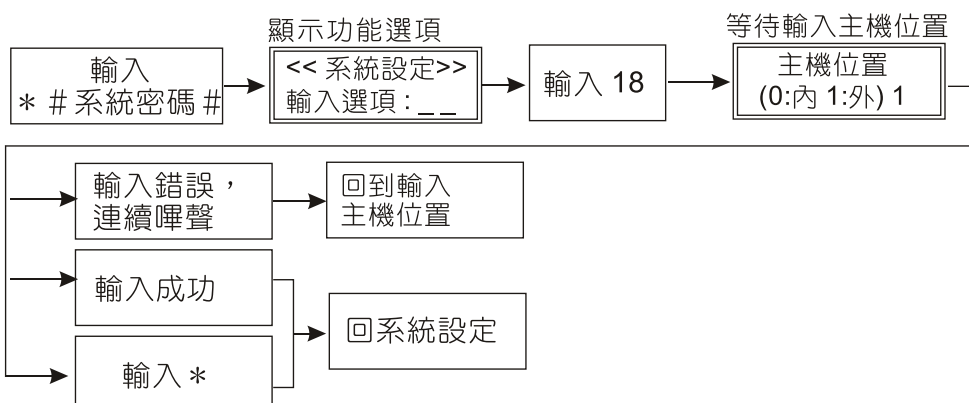 顯示功能選項
等待輸入主機位置
輸入
＊＃系統密碼＃
<< 系統設定>>
輸入選項：_ _
輸入 18
主機位置
(0:內 1:外) 1
輸入錯誤，
連續嗶聲
回到輸入
主機位置
輸入成功
回系統設定
輸入＊